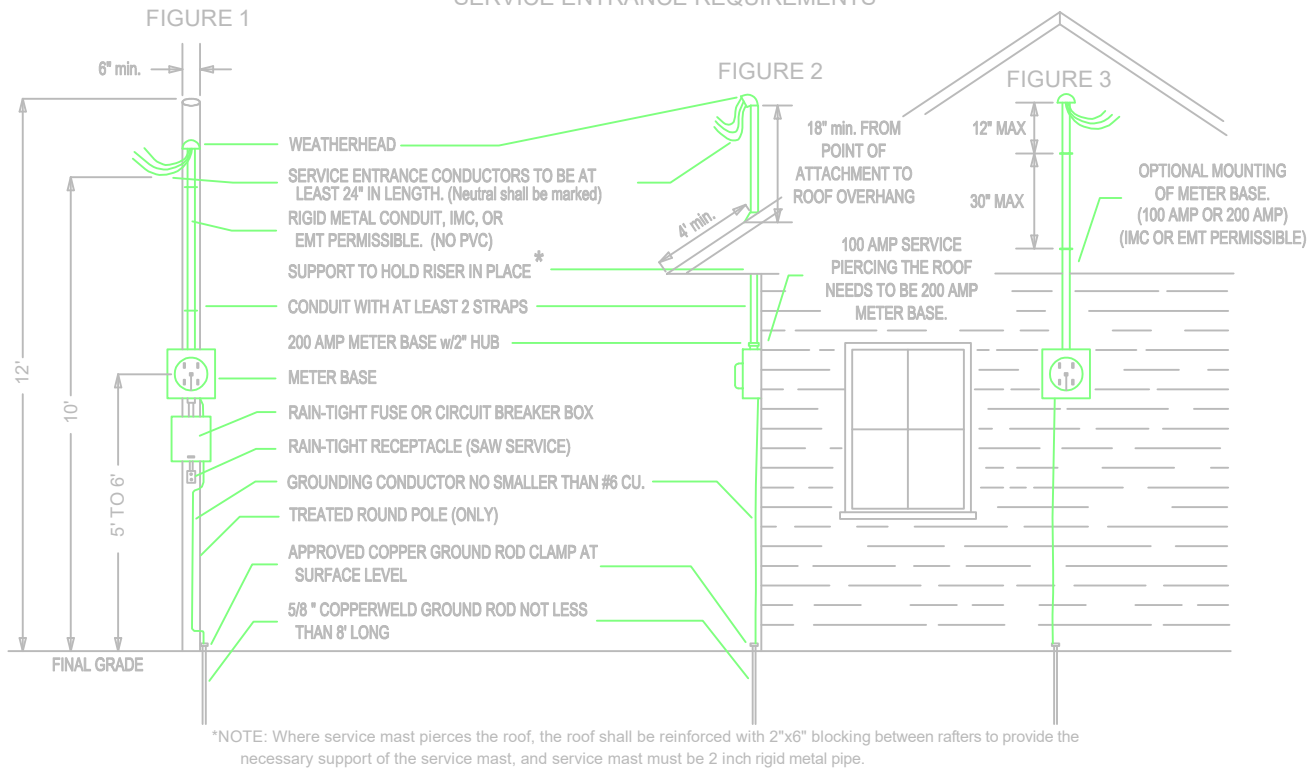 SERVICE ENTRANCE REQUIREMENTS
FIGURE 1
6" min.
12'
10'
5' TO 6'
FINAL GRADE
WEATHERHEAD
SERVICE ENTRANCE CONDUCTORS TO BE AT
LEAST 24" IN LENGTH. (Neutral shall be marked)
RIGID METAL CONDUIT, IMC, OR
EMT PERMISSIBLE. (NO PVC)
SUPPORT TO HOLD RISER IN PLACE *
CONDUIT WITH AT LEAST 2 STRAPS
200 AMP METER BASE w/2" HUB
METER BASE
RAIN-TIGHT FUSE OR CIRCUIT BREAKER BOX
RAIN-TIGHT RECEPTACLE (SAW SERVICE)
GROUNDING CONDUCTOR NO SMALLER THAN #6 CU.
TREATED ROUND POLE (ONLY)
APPROVED COPPER GROUND ROD CLAMP AT
SURFACE LEVEL
5/8 " COPPERWELD GROUND ROD NOT LESS
THAN 8' LONG
FIGURE 2
18" min. FROM
POINT OF
ATTACHMENT TO
ROOF OVERHANG
4' min.
100 AMP SERVICE
PIERCING THE ROOF
NEEDS TO BE 200 AMP
METER BASE.
FIGURE 3
12" MAX
30" MAX
OPTIONAL MOUNTING
OF METER BASE.
(100 AMP OR 200 AMP)
(IMC OR EMT PERMISSIBLE)
*NOTE: Where service mast pierces the roof, the roof shall be reinforced with 2"x6" blocking between rafters to provide the
necessary support of the service mast, and service mast must be 2 inch rigid metal pipe.